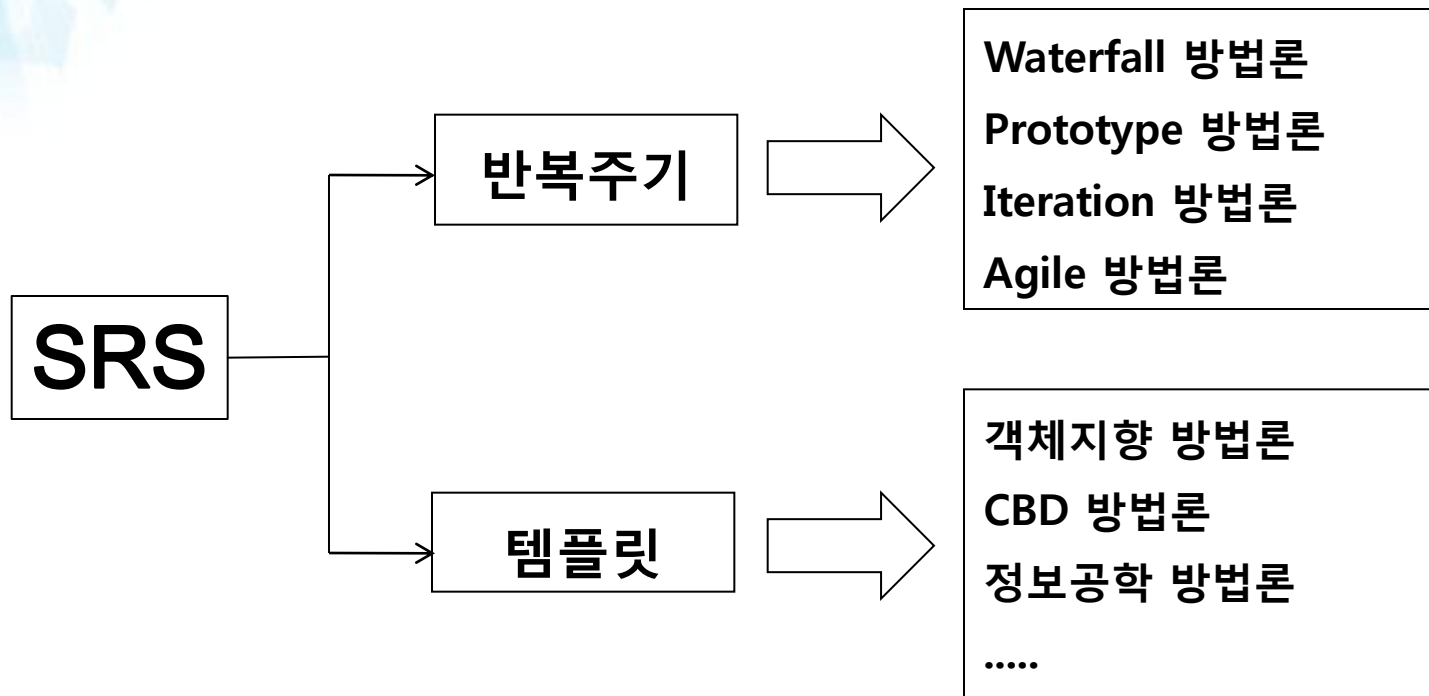 SRS
반복주기
Waterfall 방법론
Prototype 방법론
Iteration 방법론
Agile 방법론
템플릿
객체지향 방법론
CBD 방법론
정보공학 방법론
.....